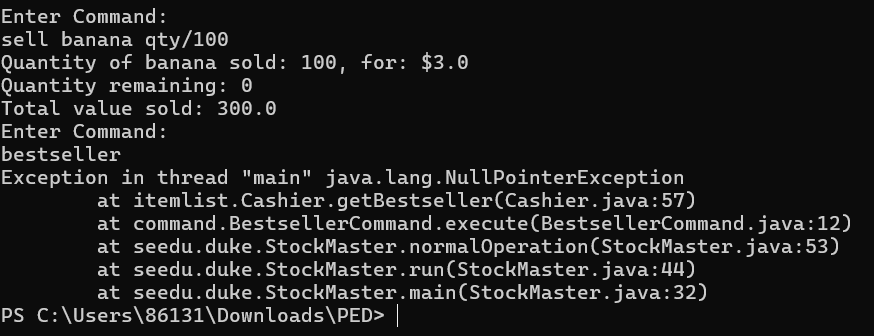 Enter Command:
sell banana qty/100
Quantity of banana sold: 100, for: $3.0
Quantity remaining: 0
Total value sold: 300.0
Enter Command:
bestseller
Exception in thread "main" java.lang.NullPointerException
        at itemlist.Cashier.getBestseller(Cashier.java:57)
        at command.BestsellerCommand.execute(BestsellerCommand.java:12)
        at seedu.duke.StockMaster.normalOperation(StockMaster.java:53)
        at seedu.duke.StockMaster.run(StockMaster.java:44)
        at seedu.duke.StockMaster.main(StockMaster.java:32)
PS C:\Users\86131\Downloads\PED>